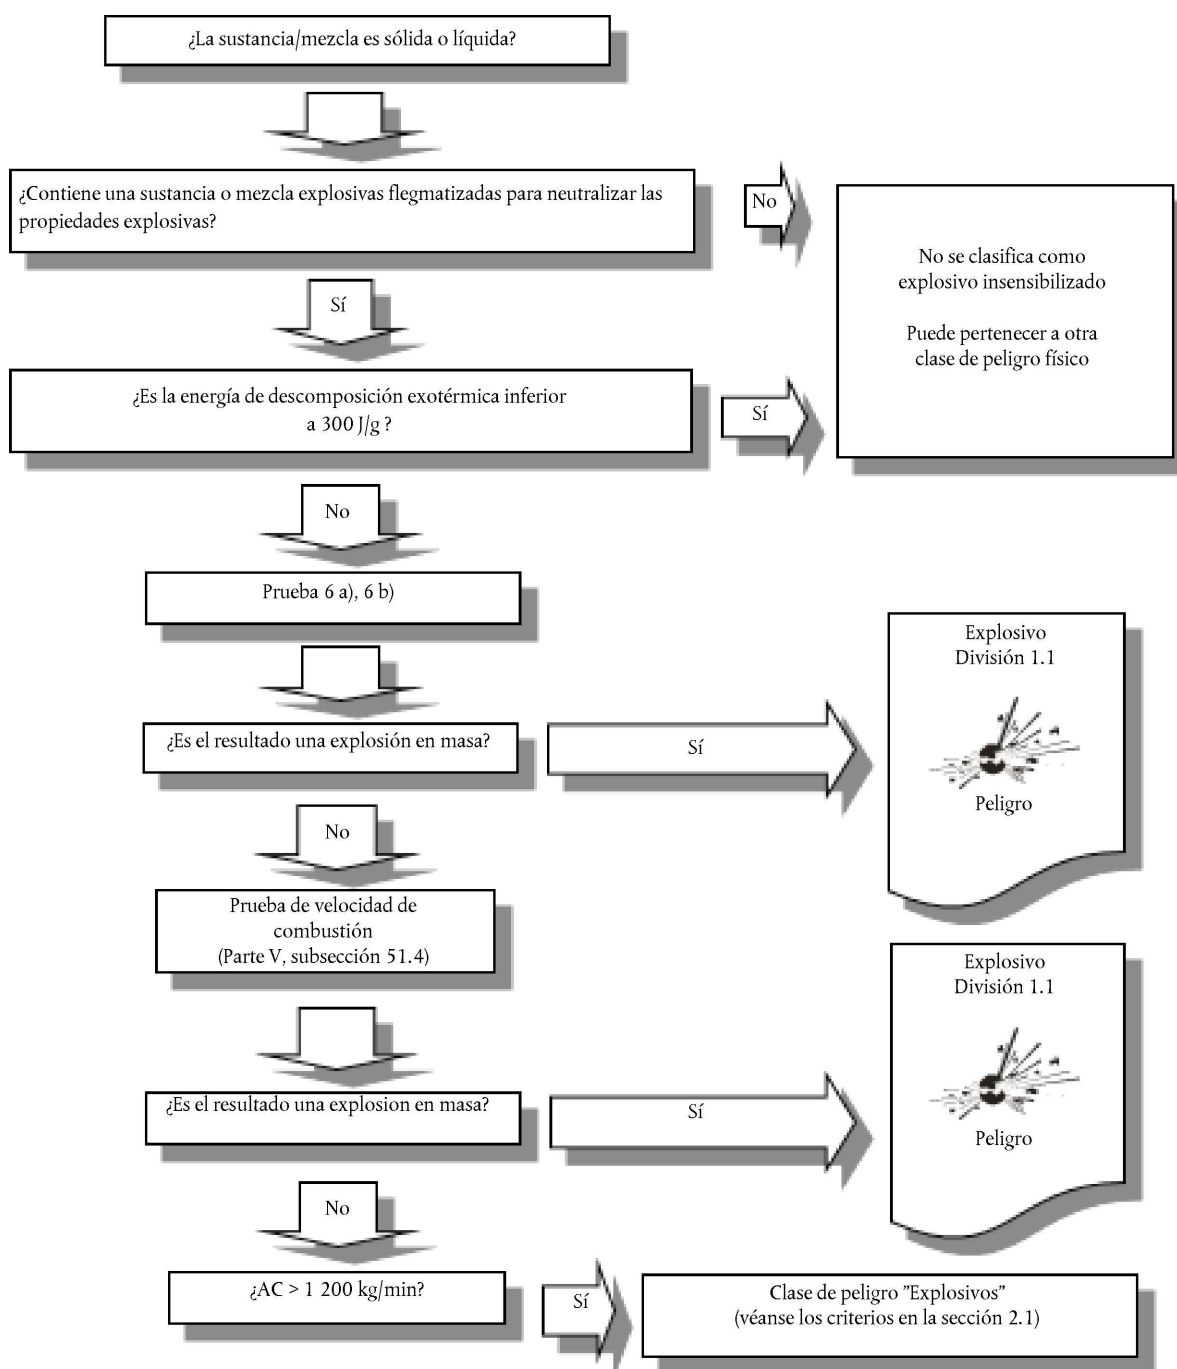 ¿La sustancia/mezcla es sólida o líquida?
¿Contiene una sustancia o mezcla explosivas flegmatizadas para neutralizar las
propiedades explosivas?
No
No se clasifica como
explosivo insensibilizado
Puede pertenecer a otra
clase de peligro físico
Sí
¿Es la energía de descomposición exotérmica inferior
a 300 J/g ?
Sí
No
Prueba 6 a), 6 b)
¿Es el resultado una explosión en masa?
Sí
Explosivo
División 1.1
Peligro
No
Prueba de velocidad de
combustión
(Parte V, subsección 51.4)
¿Es el resultado una explosion en masa?
Sí
Explosivo
División 1.1
Peligro
No
¿AC > 1 200 kg/min?
Sí
Clase de peligro ”Explosivos”
(véanse los criterios en la sección 2.1)